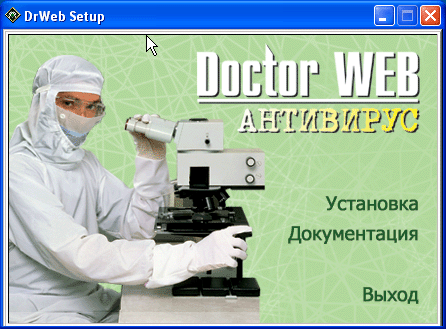 DrWeb Setup
Doctor WEB
АНТИВИРУС
Установка
Документация
Выход